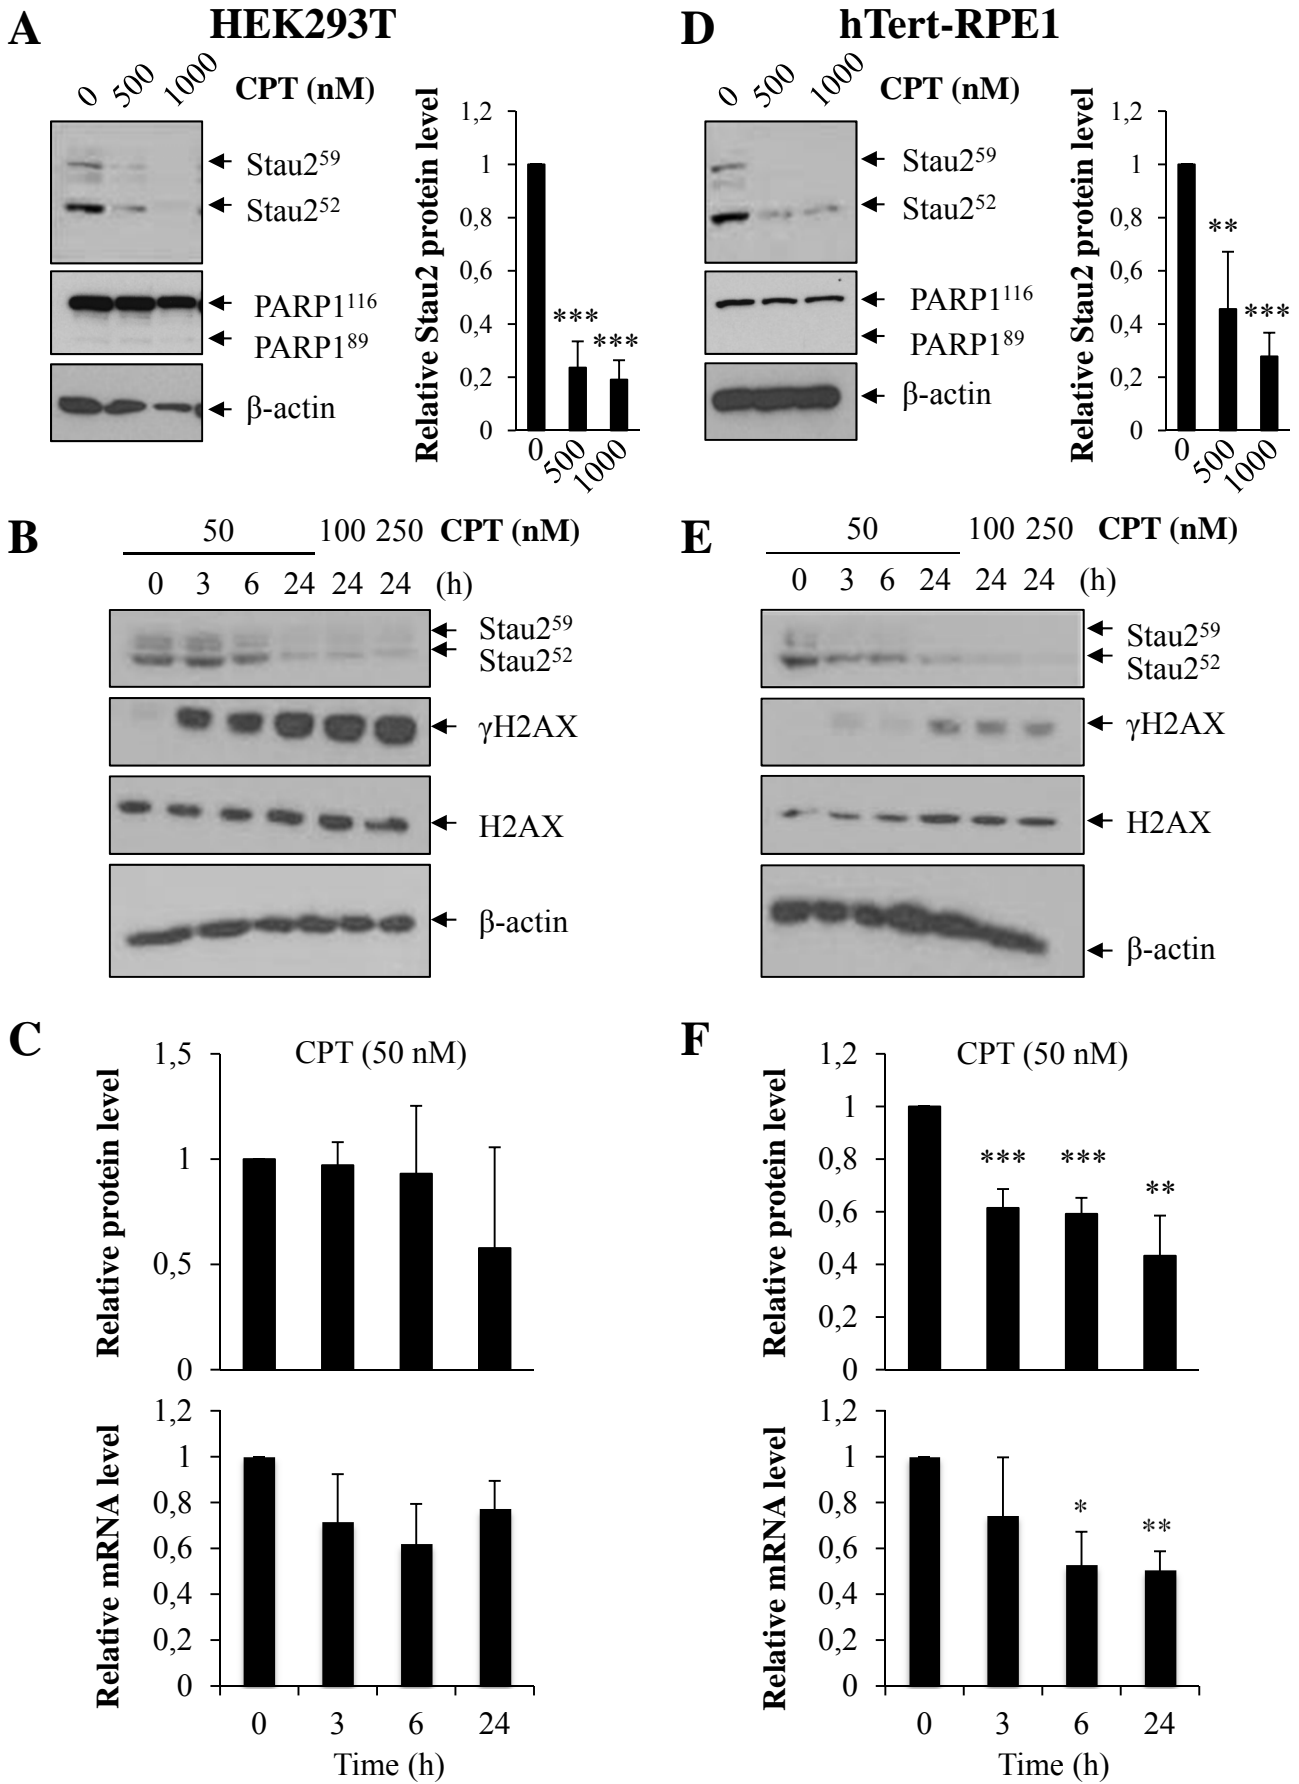 A HEK293T
0 500 1000 CPT (nM)
Stau2⁵⁹
Stau2⁵²
PARP1¹¹⁶
PARP1⁸⁹
β-actin
Relative Stau2 protein level
1,2
1
0,8
0,6
0,4
0,2
0
***
***
0 500 1000
D hTert-RPE1
0 500 1000 CPT (nM)
Stau2⁵⁹
Stau2⁵²
PARP1¹¹⁶
PARP1⁸⁹
β-actin
Relative Stau2 protein level
1,2
1
0,8
0,6
0,4
0,2
0
**
***
0 500 1000
B 50 100 250 CPT (nM)
0 3 6 24 24 24 (h)
Stau2⁵⁹
Stau2⁵²
γH2AX
H2AX
β-actin
E 50 100 250 CPT (nM)
0 3 6 24 24 24 (h)
Stau2⁵⁹
Stau2⁵²
γH2AX
H2AX
β-actin
C CPT (50 nM)
Relative protein level
1,5
1
0,5
0
Relative mRNA level
1,2
1
0,8
0,6
0,4
0,2
0
0 3 6 24
Time (h)
F CPT (50 nM)
Relative protein level
1,2
1
0,8
0,6
0,4
0,2
0
*** *** **
Relative mRNA level
1,2
1
0,8
0,6
0,4
0,2
0
* **
0 3 6 24
Time (h)